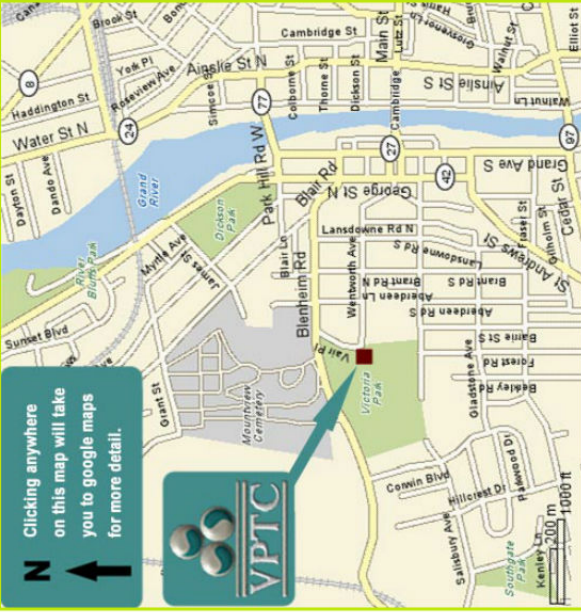 Clicking anywhere
on this map will take
you to google maps
for more detail.
N
VPTC
Brook St
Cambridge St
Main St
Lutz St
Grosvenor Ln
Walnut St
Elliot St
8
York Pl
Roseview Ave
Ainslie St N
Ainslie St S
Simcoe St
Colborne St
Thorne St
Dickson St
Cambridge
Walnut Ln
Haddington St
Water St N
24
77
27
42
97
Dayton St
Dando Ave
Grand
River
Park Hill Rd W
Blair Rd
George St N
Grand Ave S
Cedar St
Dickson
Park
River
Bluffs Park
Myrtle Ave
James St
Blair Ln
Blenheim Rd
Lansdowne Rd N
Lansdowne Rd S
Wentworth Ave
St Andrews St
Fraser St
Gilholm St
Brant Rd N
Brant Rd S
Aberdeen Ln
Aberdeen Rd S
Sunset Blvd
Vair Pl
Barrie St S
Forest Rd
Berkley Rd
Gladstone Ave
Grant St
Mountview
Cemetery
Victoria
Park
Conwin Blvd
Hillcrest Dr
Parkwood Dr
Salisbury Ave
Southgate
Park
Kenley Ln
200 m
1000 ft